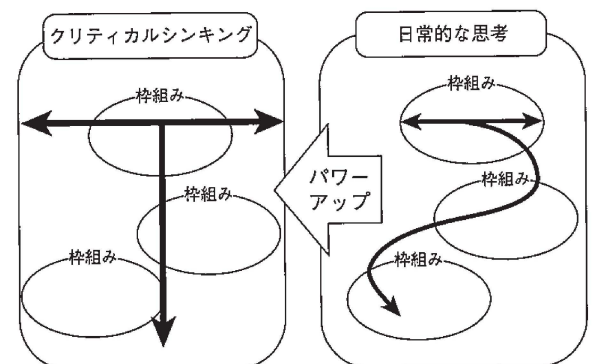 クリティカルシンキング
枠組み
枠組み
枠組み
パワー
アップ
日常的な思考
枠組み
枠組み
枠組み